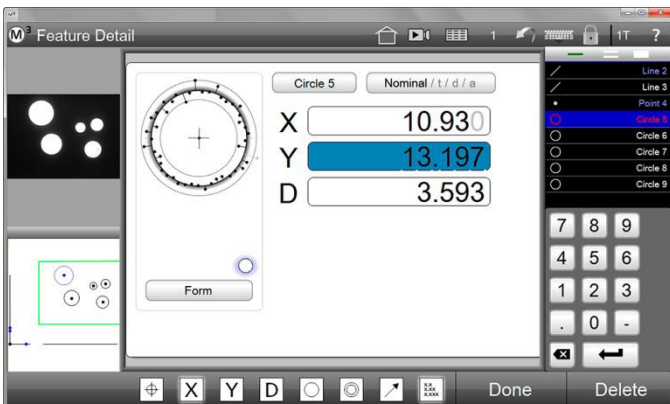 M3 Feature Detail
1 1T ?
Circle 5 Nominal / t / d / a
X 10.930
Y 13.197
D 3.593
Form
Line 2
Line 3
Point 4
Circle 5
Circle 6
Circle 7
Circle 8
Circle 9
7 8 9
4 5 6
1 2 3
. 0 -
X Y D X.X
X.XX
X.XXX
Done Delete